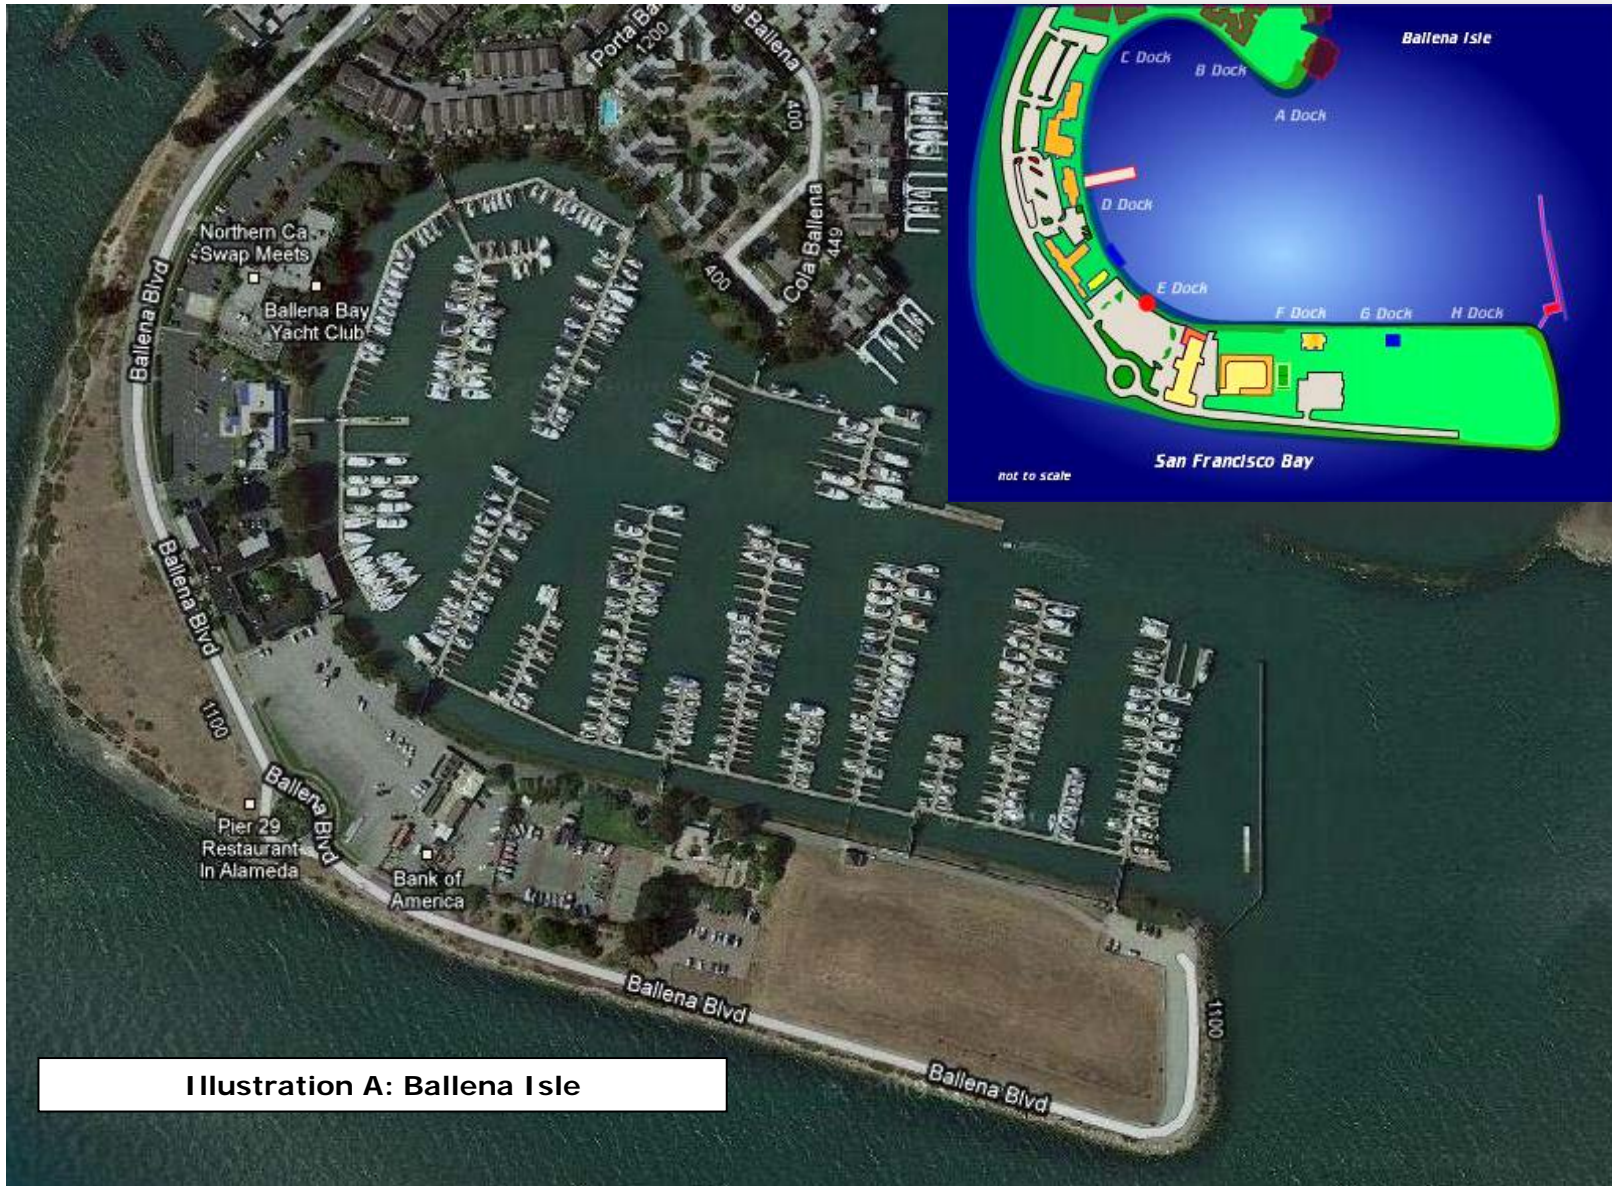 Porta Ba
1200
a Ballena
400
Ballena Isle
C Dock
B Dock
A Dock
D Dock
E Dock
F Dock
G Dock
H Dock
San Francisco Bay
not to scale
Northern Ca
Swap Meets
Ballena Bay
Yacht Club
Cola Ballena
449
400
Ballena Blvd
Ballena Blvd
1100
Ballena Blvd
Pier 29
Restaurant
In Alameda
Bank of
America
Ballena Blvd
Ballena Blvd
1100
Illustration A: Ballena Isle